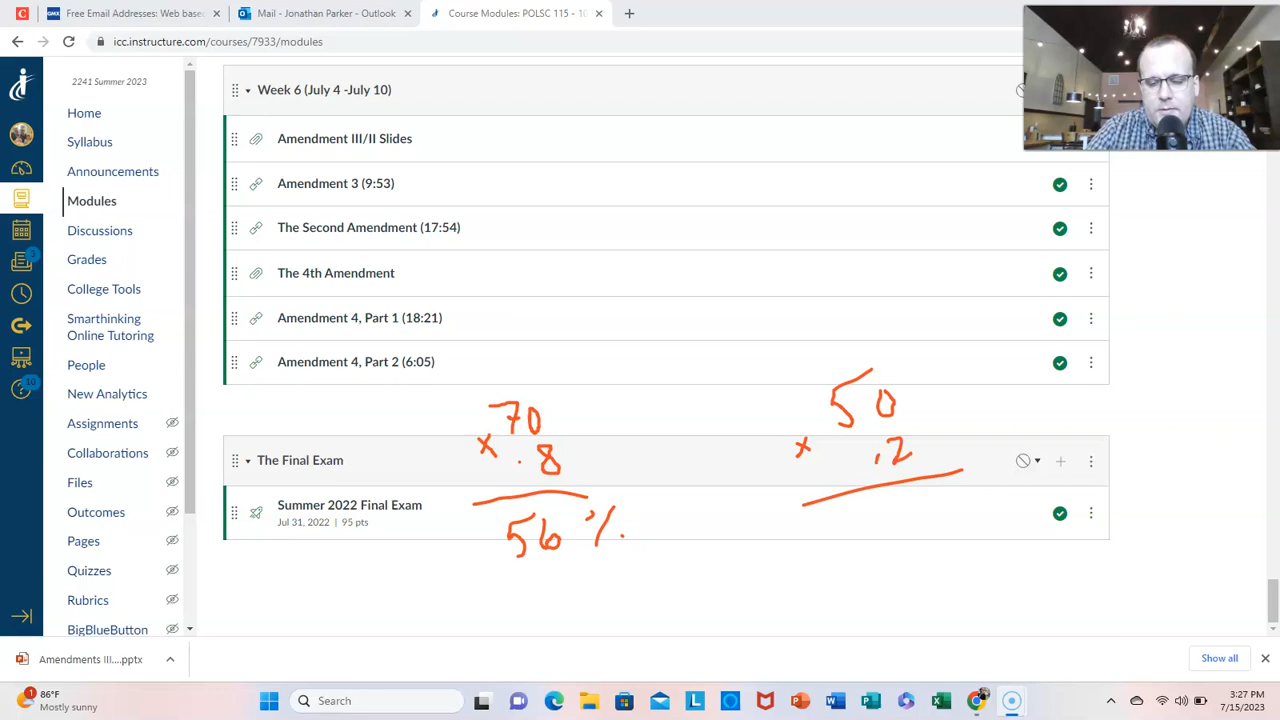 Free Email Addresses: Web based
Mail - Jonathan Parker - Outlook
Course Modules: POLSC 115 - 10
icc.instructure.com/courses/7933/modules
2241 Summer 2023
Home
Syllabus
Announcements
Modules
Discussions
Grades
College Tools
Smarthinking
Online Tutoring
People
New Analytics
Assignments
Collaborations
Files
Outcomes
Pages
Quizzes
Rubrics
BigBlueButton
3
10
Week 6 (July 4 -July 10)
Amendment III/II Slides
Amendment 3 (9:53)
The Second Amendment (17:54)
The 4th Amendment
Amendment 4, Part 1 (18:21)
Amendment 4, Part 2 (6:05)
70
x .8
56 %
50
x .2
The Final Exam
Summer 2022 Final Exam
Jul 31, 2022 | 95 pts
Amendments III....pptx
Show all
1
86°F
Mostly sunny
Search
3:27 PM
7/15/2023